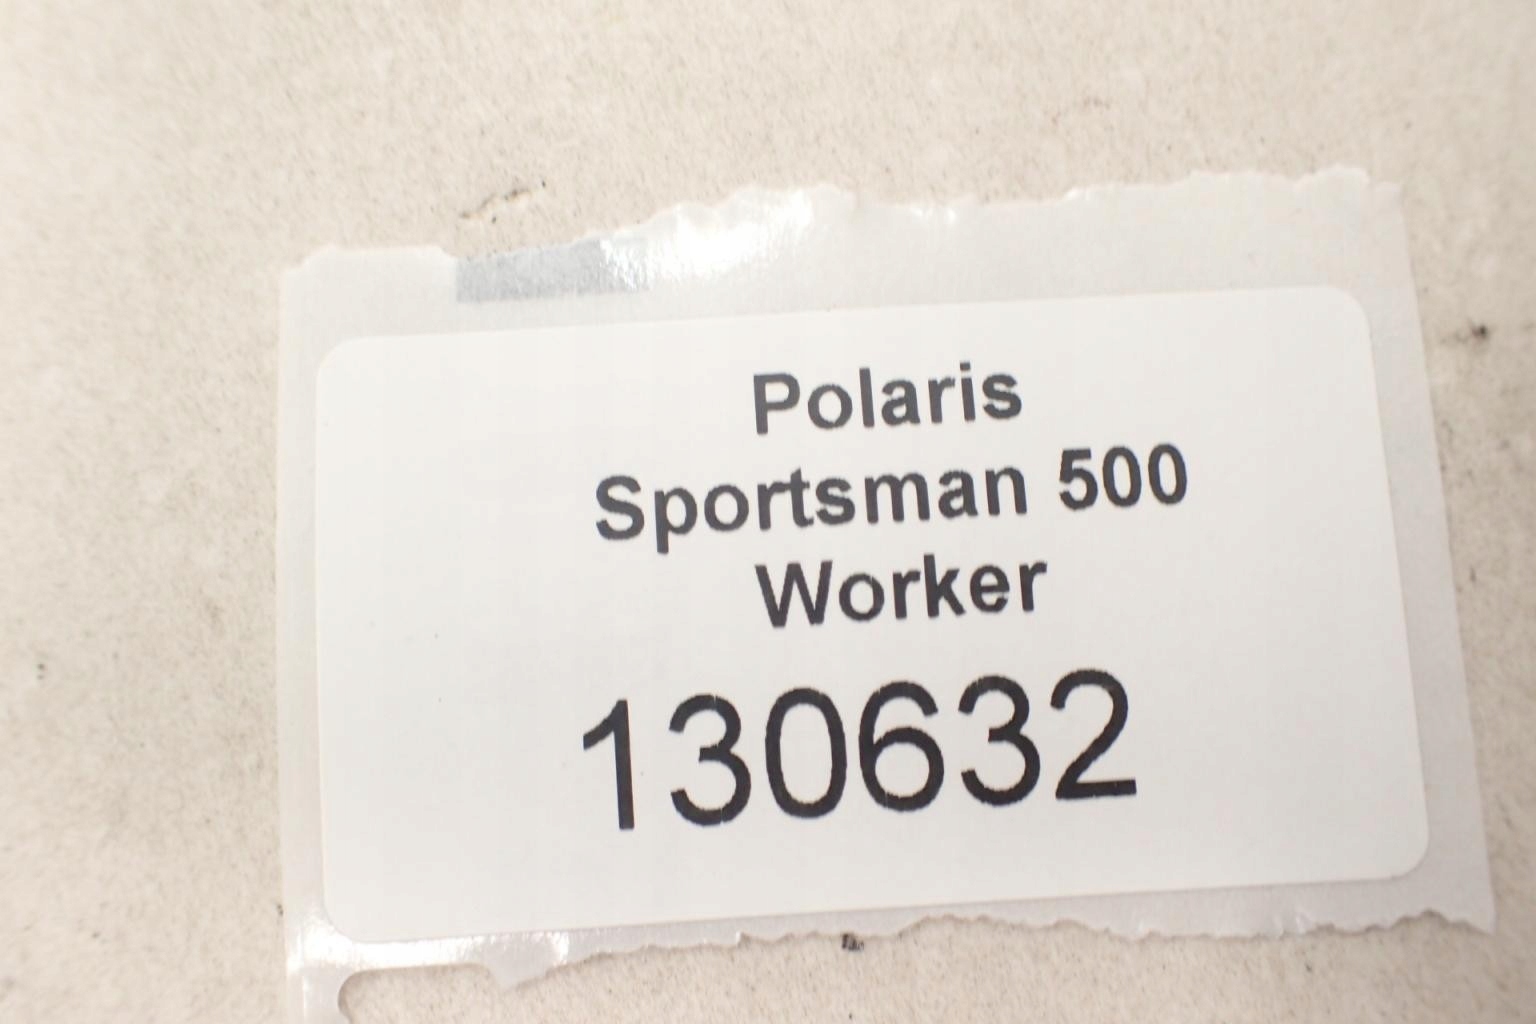 Polaris
Sportsman 500
Worker
130632